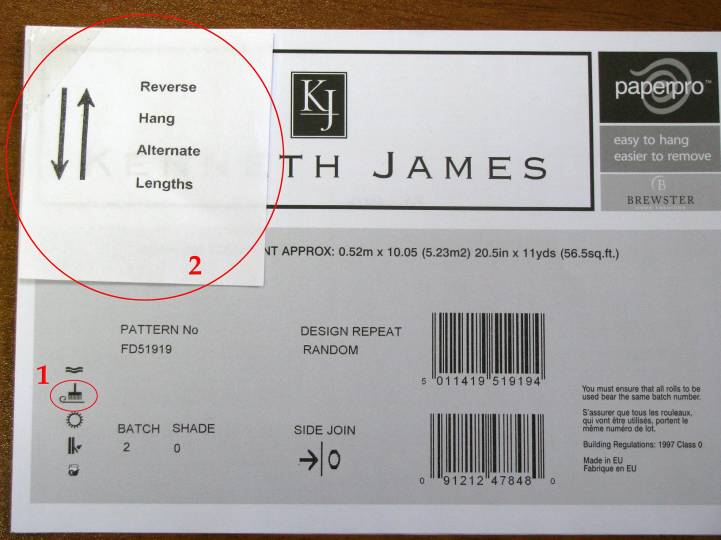 Reverse
Hang
Alternate
Lengths
2
KJ
KENNETH JAMES
paperpro™
easy to hang
easier to remove
B
BREWSTER
NT APPROX: 0.52m x 10.05 (5.23m2) 20.5in x 11yds (56.5sq.ft.)
PATTERN No
FD51919
DESIGN REPEAT
RANDOM
5 011419 519194
1
BATCH SHADE
2 0
SIDE JOIN
0
0 91212 47848 0
You must ensure that all rolls to be
used bear the same batch number.
S'assurer que tous les rouleaux,
qui vont être utilisés, portent le
même numéro de lot.
Building Regulations: 1997 Class 0
Made in EU
Fabrique en EU